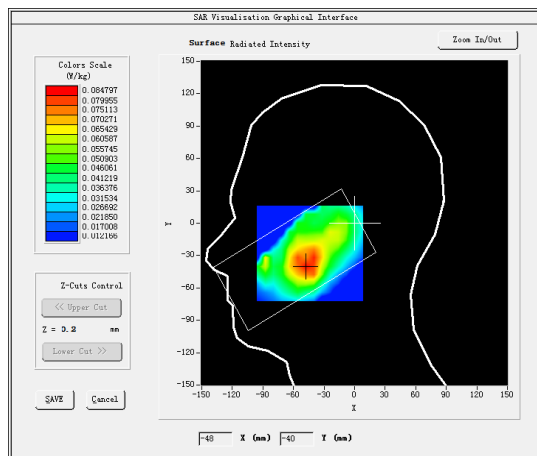 SAR Visualisation Graphical Interface
Surface Radiated Intensity
Zoom In/Out
Colors Scale
(W/kg)
0.084797
0.079955
0.075113
0.070271
0.065429
0.060587
0.055745
0.050903
0.046061
0.041219
0.036376
0.031534
0.026692
0.021850
0.017008
0.012166
150
120
90
60
30
0
-30
-60
-90
-120
-150
Y
-150 -120 -90 -60 -30 0 30 60 90 120 150
X
Z-Cuts Control
<< Upper Cut
Z = 0.2 mm
Lower Cut >>
SAVE Cancel
-48 X (mm) -40 Y (mm)